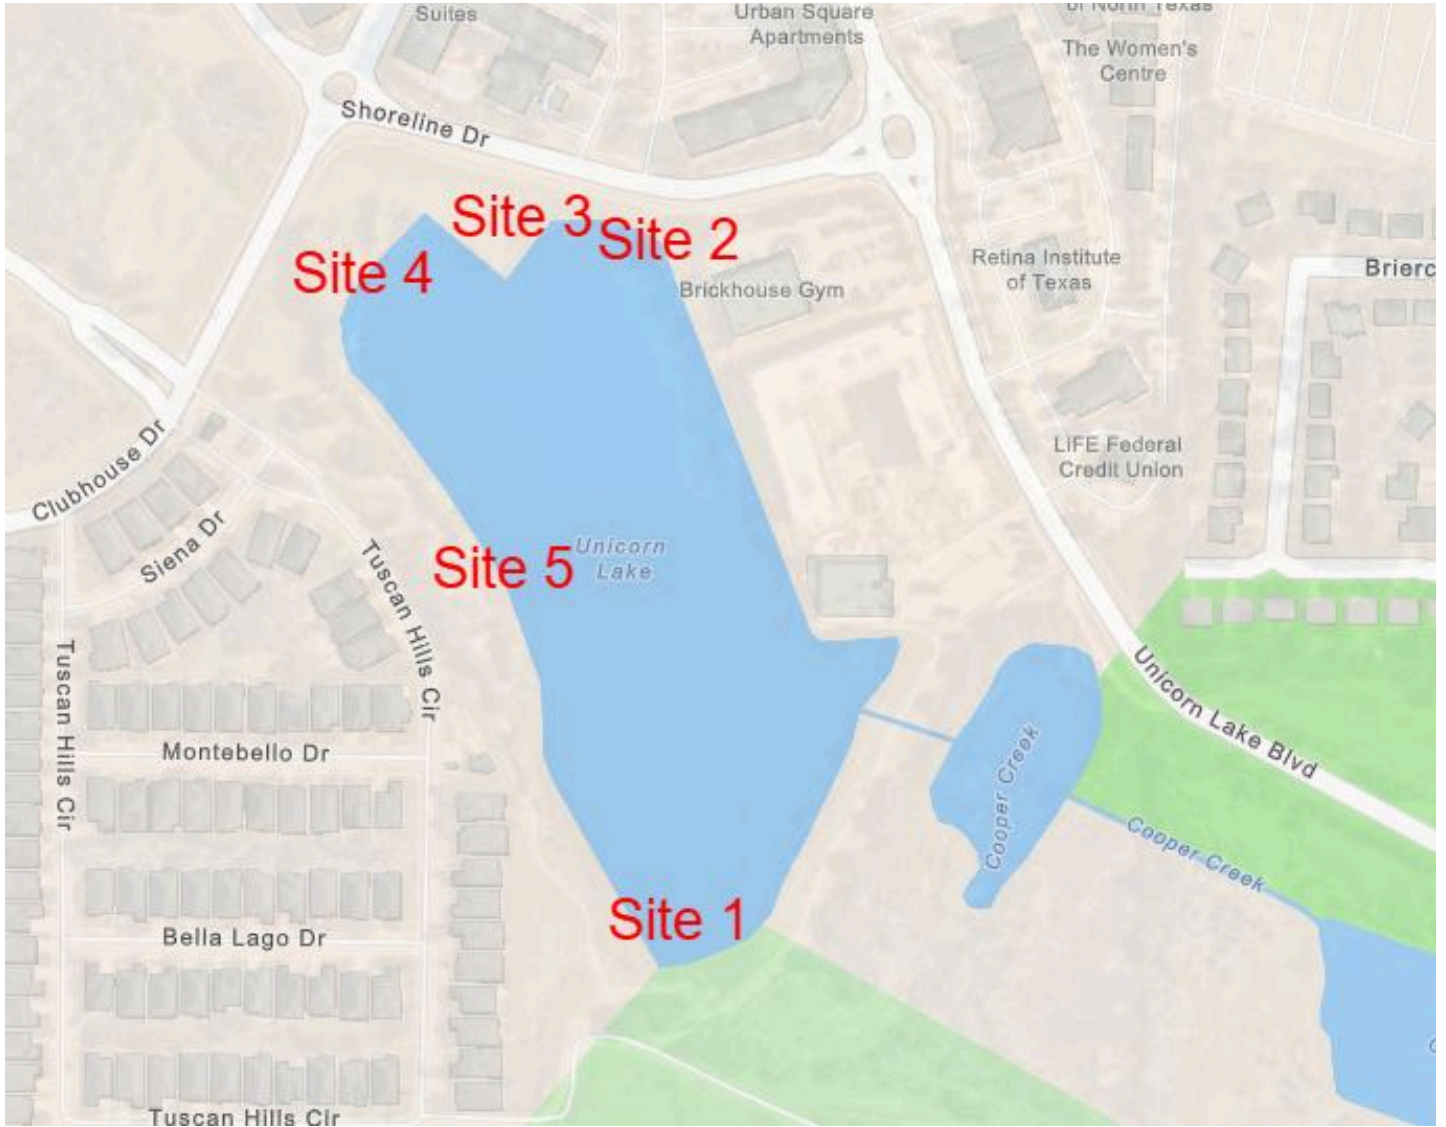 Suites
Urban Square
Apartments
of North Texas
The Women's
Centre
Shoreline Dr
Site 3
Site 2
Site 4
Retina Institute
of Texas
Brierc
Brickhouse Gym
Clubhouse Dr
LiFE Federal
Credit Union
Siena Dr
Site 5
Unicorn
Lake
Tuscan Hills Cir
Tuscan Hills Cir
Unicorn Lake Blvd
Montebello Dr
Cooper Creek
Cooper Creek
Site 1
Bella Lago Dr
Tuscan Hills Cir